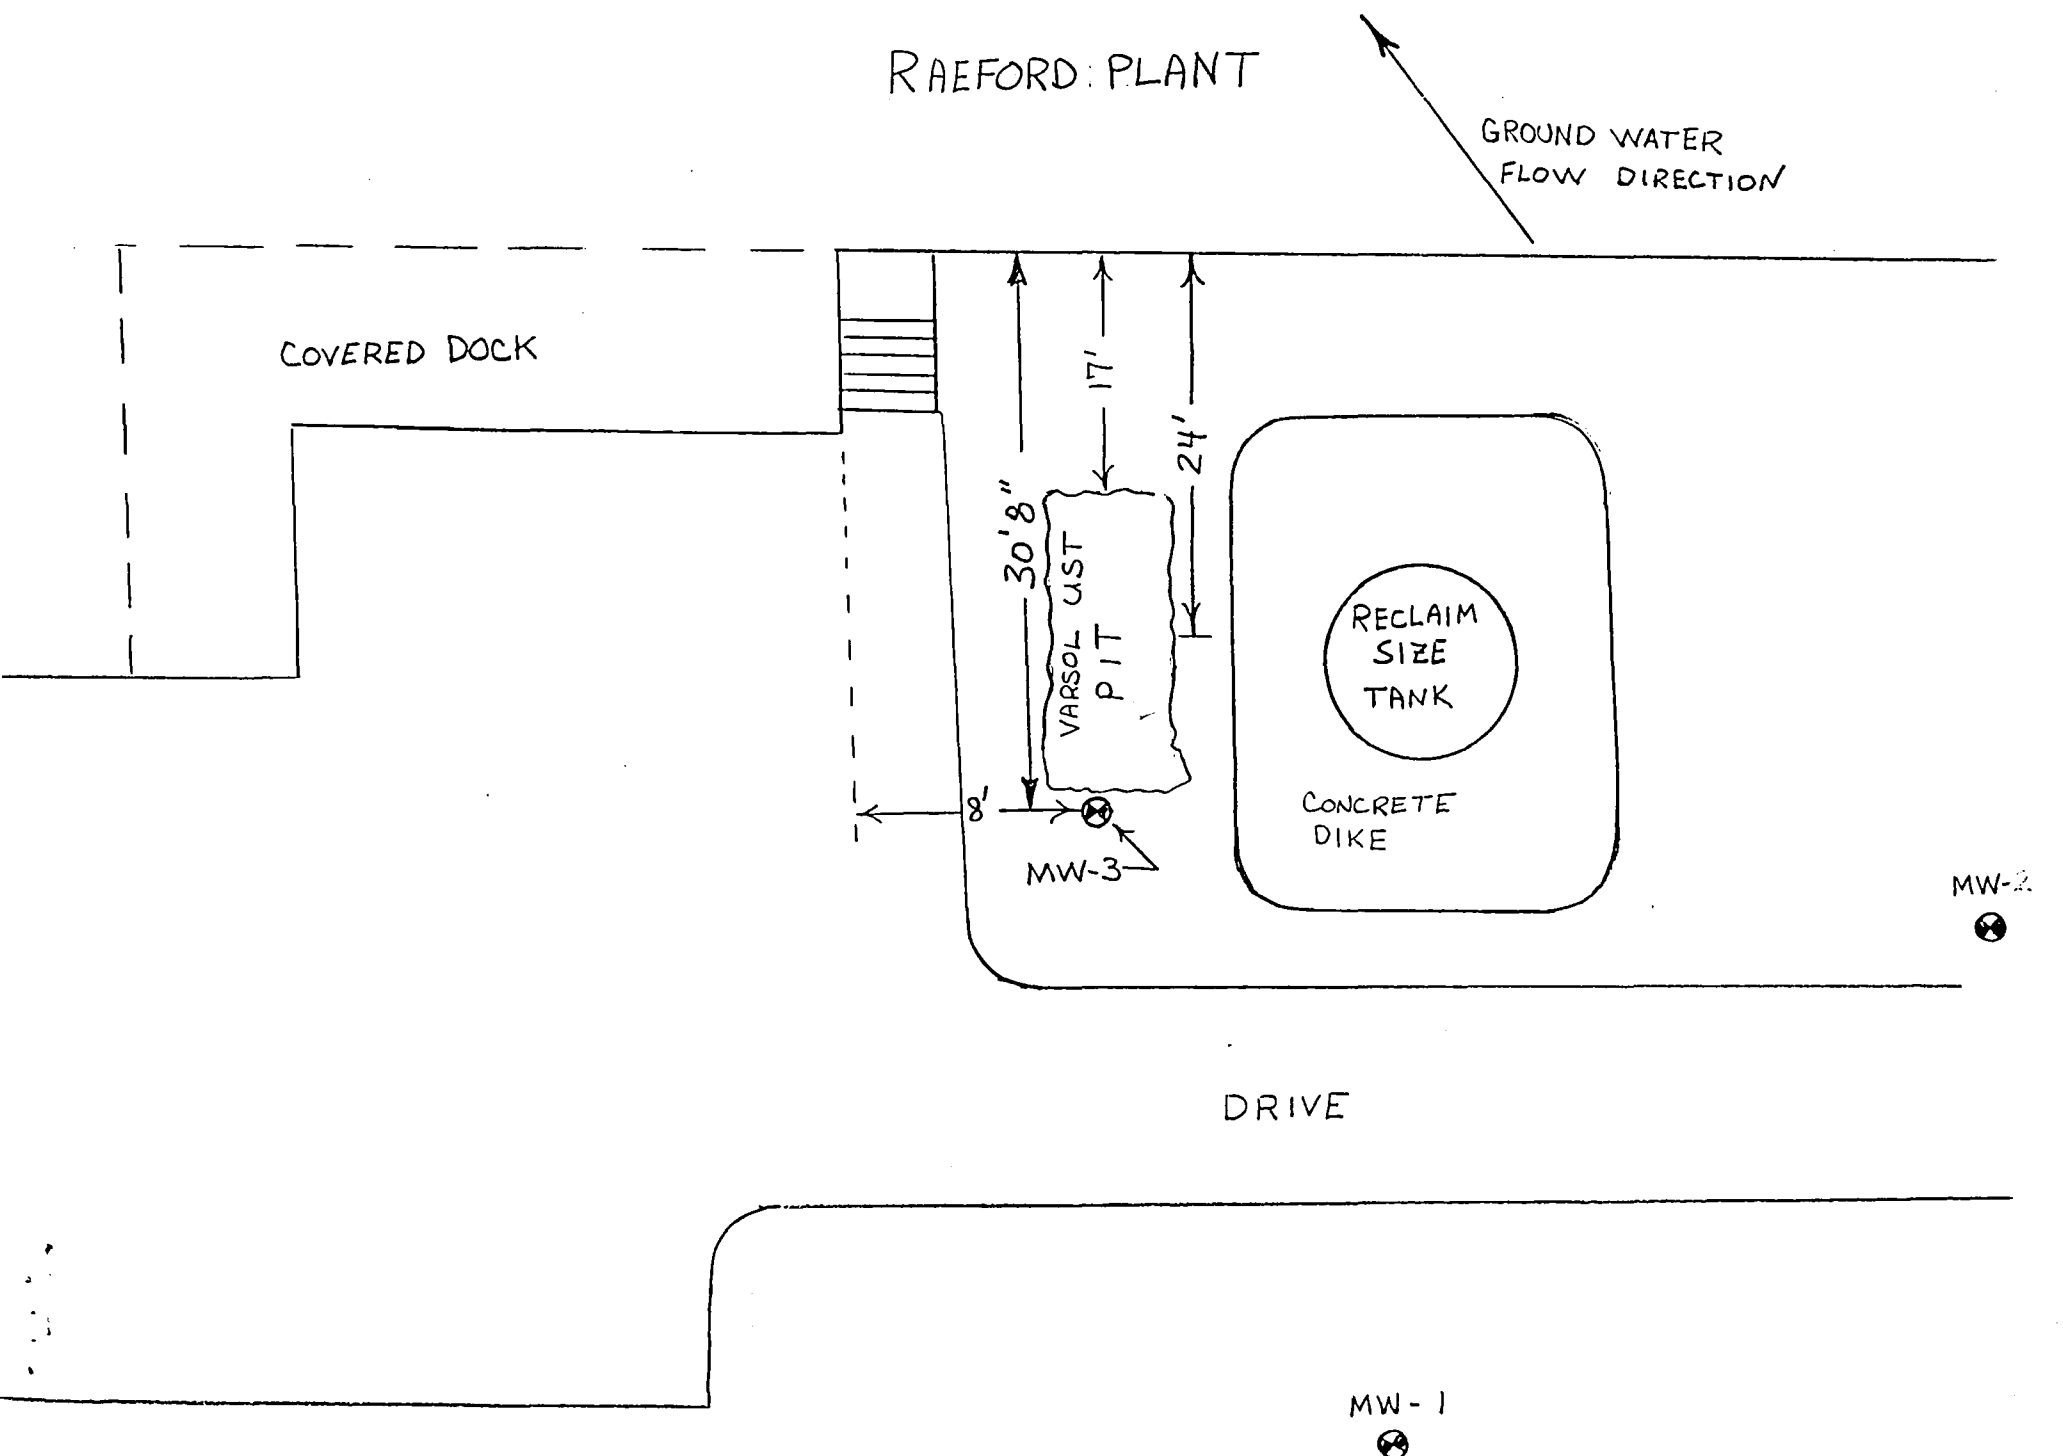 RAEFORD PLANT
GROUND WATER
FLOW DIRECTION
COVERED DOCK
17'
24'
30' 8"
VARSOL UST
PIT
RECLAIM
SIZE
TANK
CONCRETE
DIKE
8'
MW-3
MW-2
DRIVE
MW-1